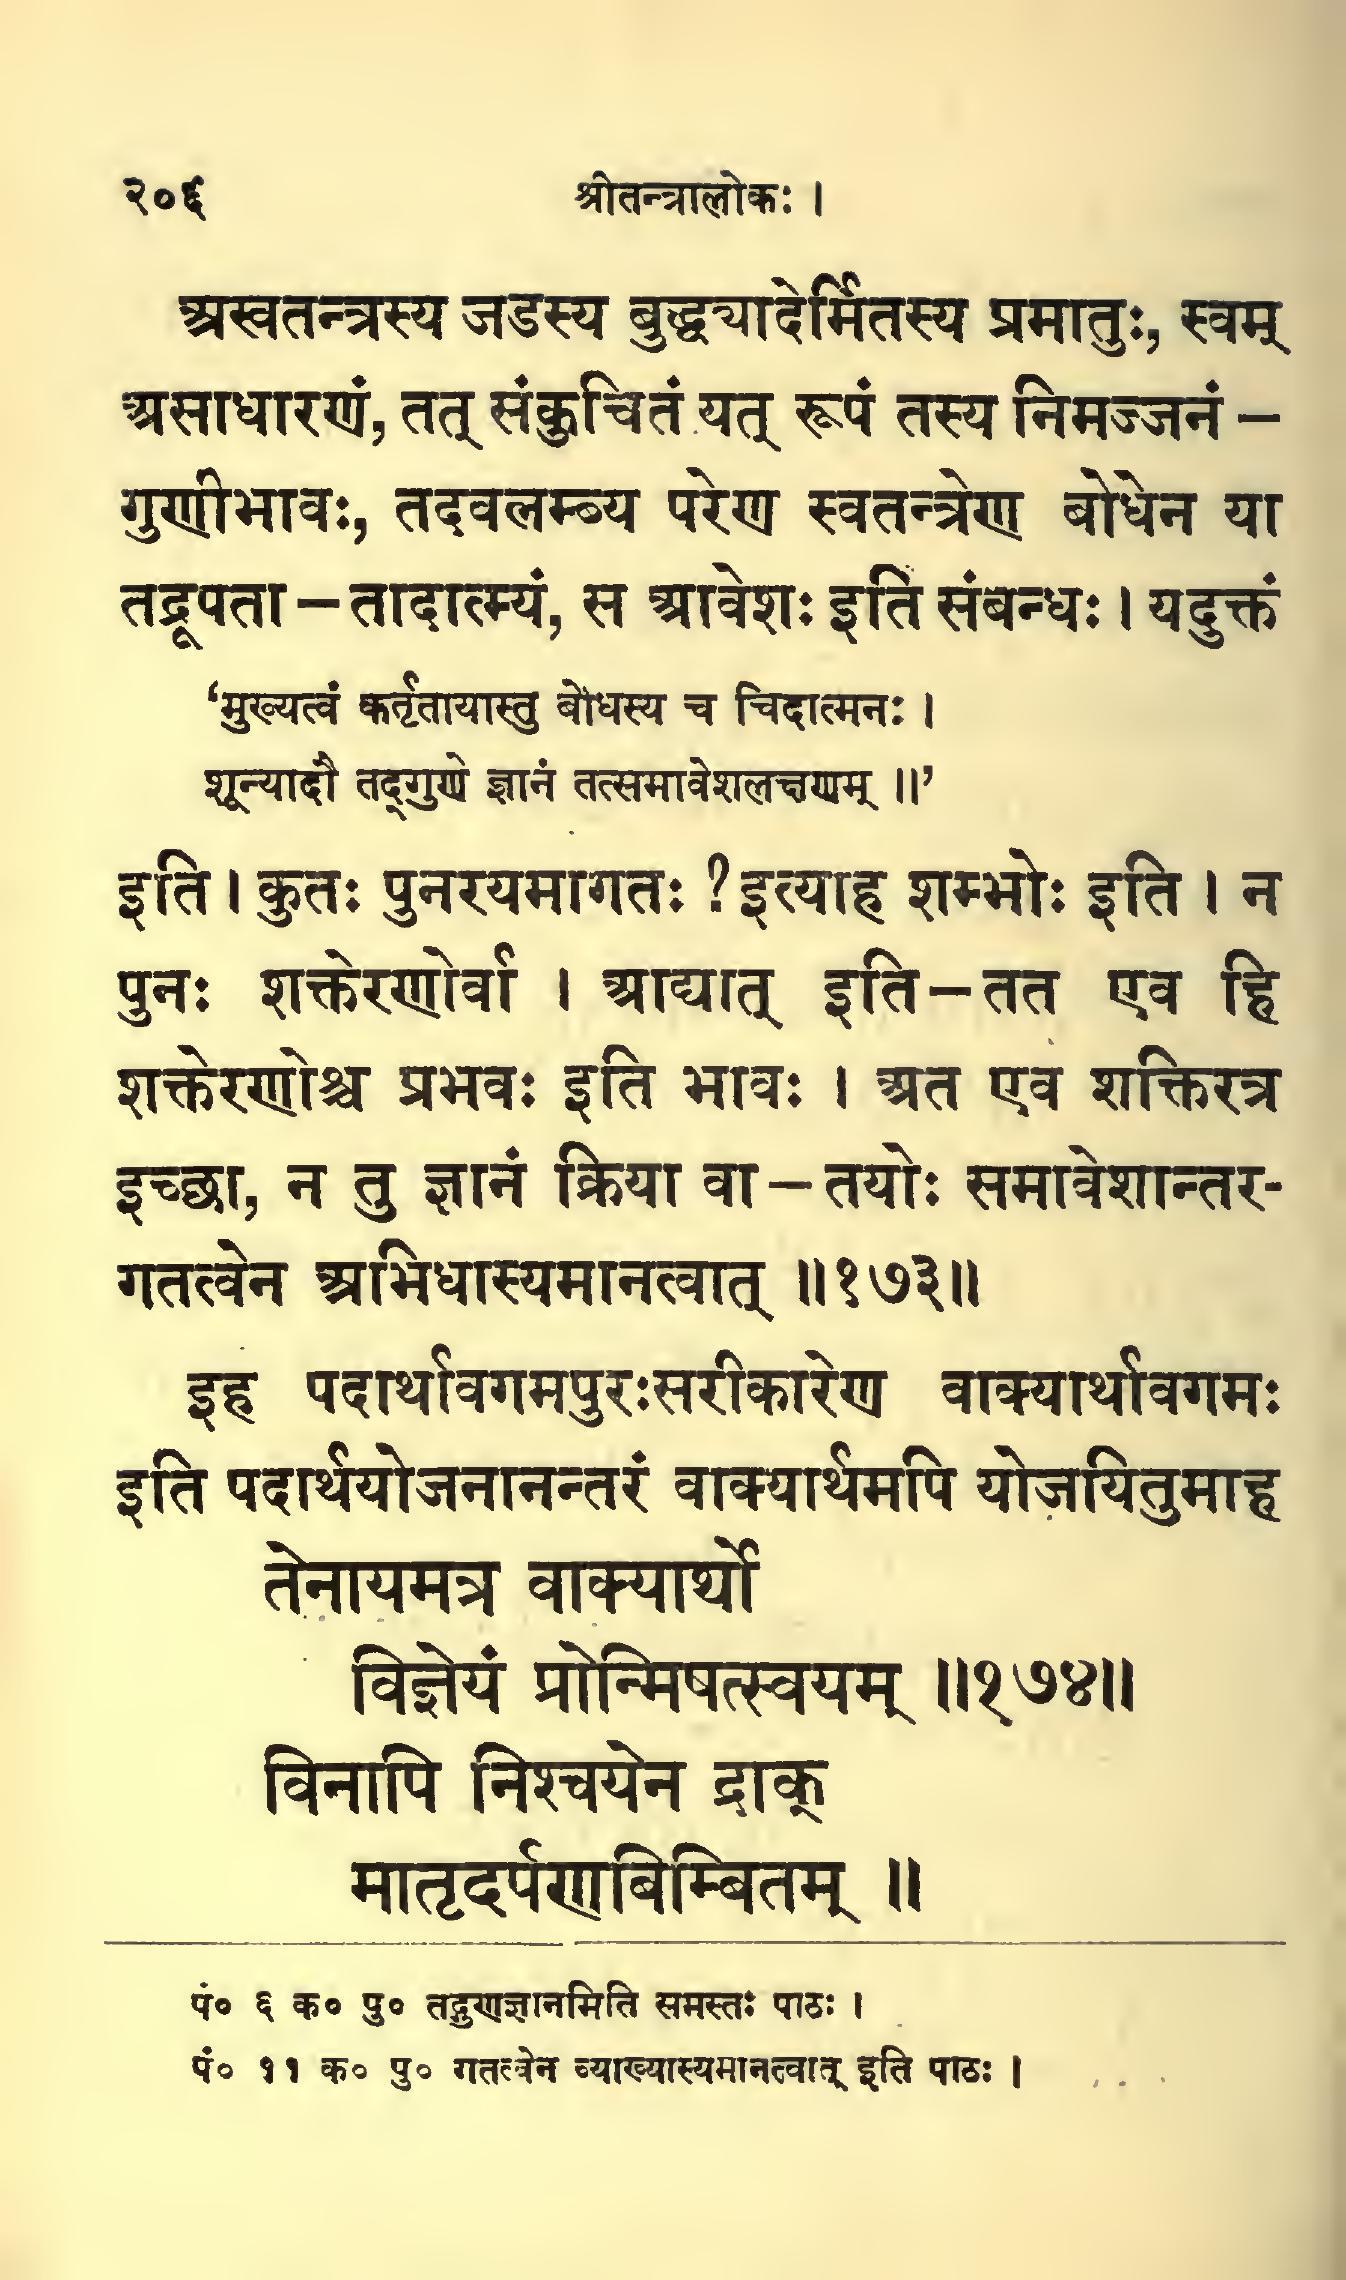 २०६ श्रीतन्त्रालोकः ।
अस्वतन्त्रस्य जडस्य बुद्ध्यादेर्मितस्य प्रमातुः, स्वम्
असाधारणं, तत् संकुचितं यत् रूपं तस्य निमज्जनं –
गुणीभावः, तदवलम्ब्य परेण स्वतन्त्रेण बोधेन या
तद्रूपता – तादात्म्यं, स आवेशः इति संबन्धः । यदुक्तं
‘मुख्यत्वं कर्तृतायास्तु बोधस्य च चिदात्मनः ।
शून्यादौ तद्गुणे ज्ञानं तत्समावेशलक्षणम् ॥’
इति । कुतः पुनरयमागतः ? इत्याह शम्भोः इति । न
पुनः शक्तेरणोर्वा । आद्यात् इति – तत एव हि
शक्तेरणोश्च प्रभवः इति भावः । अत एव शक्तिरत्र
इच्छा, न तु ज्ञानं क्रिया वा – तयोः समावेशान्तर-
गतत्वेन अभिधास्यमानत्वात् ॥१७३॥
इह पदार्थावगमपुरःसरीकारेण वाक्यार्थावगमः
इति पदार्थयोजनानन्तरं वाक्यार्थमपि योजयितुमाह
तेनायमत्र वाक्यार्थो
विज्ञेयं प्रोन्मिषत्स्वयम् ॥१७४॥
विनापि निश्चयेन द्राक्
मातृदर्पणबिम्बितम् ॥
पं० ६ क० पु० तद्गुणज्ञानमिति समस्तः पाठः ।
पं० ११ क० पु० गतत्वेन व्याख्यास्यमानत्वात् इति पाठः ।